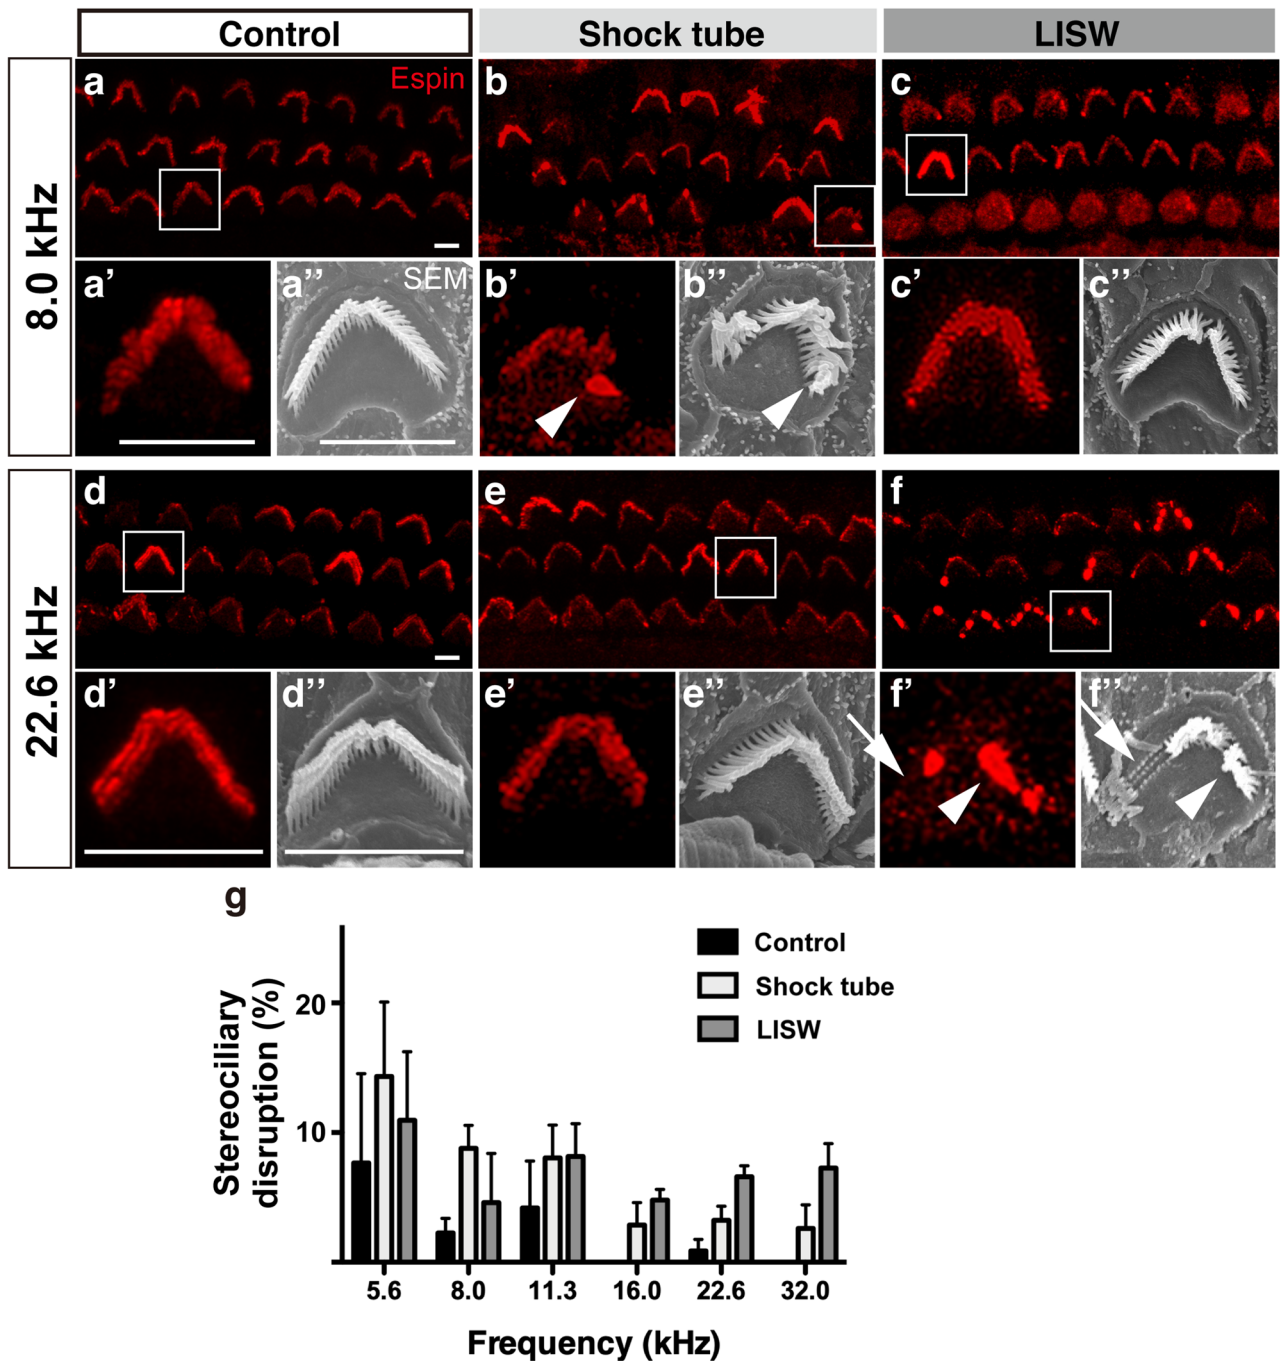 Control
Shock tube
LISW
8.0 kHz
a
Espin
b
c
a’
a’’
SEM
b’
b’’
c’
c’’
22.6 kHz
d
e
f
d’
d’’
e’
e’’
f’
f’’
g
Stereociliary
disruption (%)
20
10
Control
Shock tube
LISW
5.6 8.0 11.3 16.0 22.6 32.0
Frequency (kHz)